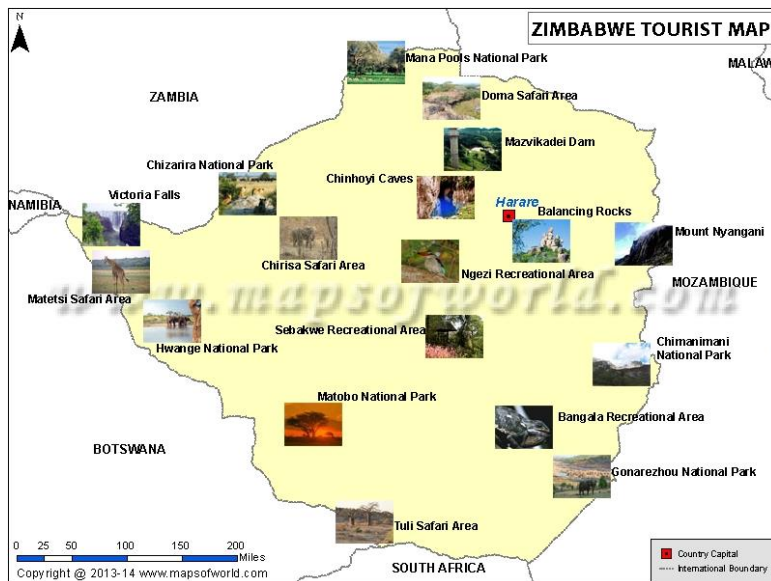 N
ZIMBABWE TOURIST MAP
Mana Pools National Park
MALAW
ZAMBIA
Doma Safari Area
Mazvikadei Dam
Chizarira National Park
Chinhoyi Caves
Victoria Falls
NAMIBIA
Harare
Balancing Rocks
Mount Nyangani
Chirisa Safari Area
Ngezi Recreational Area
MOZAMBIQUE
Matetsi Safari Area
www.mapsofworld.com
Sebakwe Recreational Area
Hwange National Park
Chimanimani
National Park
Matobo National Park
Bangala Recreational Area
BOTSWANA
Gonarezhou National Park
Tuli Safari Area
0 25 50 100 150 200
Miles
Country Capital
SOUTH AFRICA
International Boundary
Copyright @ 2013-14 www.mapsofworld.com